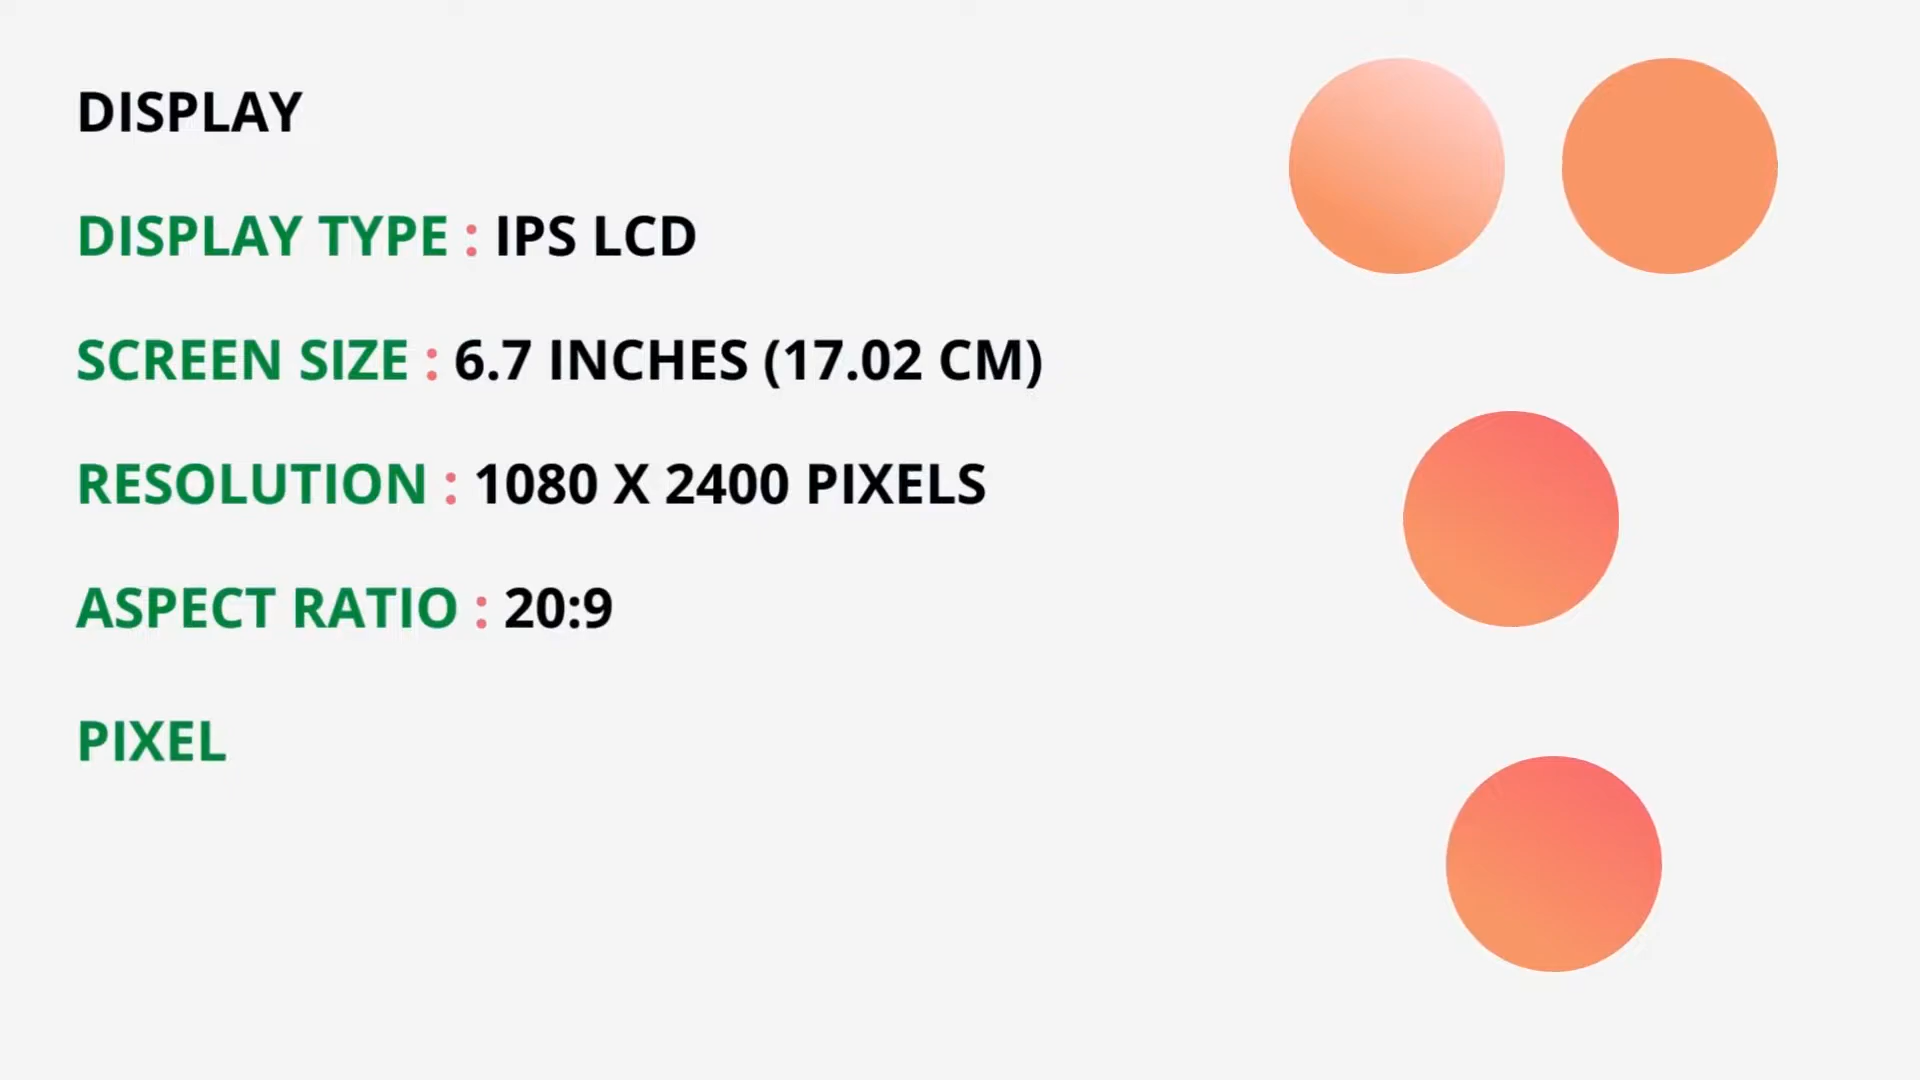 DISPLAY
DISPLAY TYPE : IPS LCD
SCREEN SIZE : 6.7 INCHES (17.02 CM)
RESOLUTION : 1080 X 2400 PIXELS
ASPECT RATIO : 20:9
PIXEL